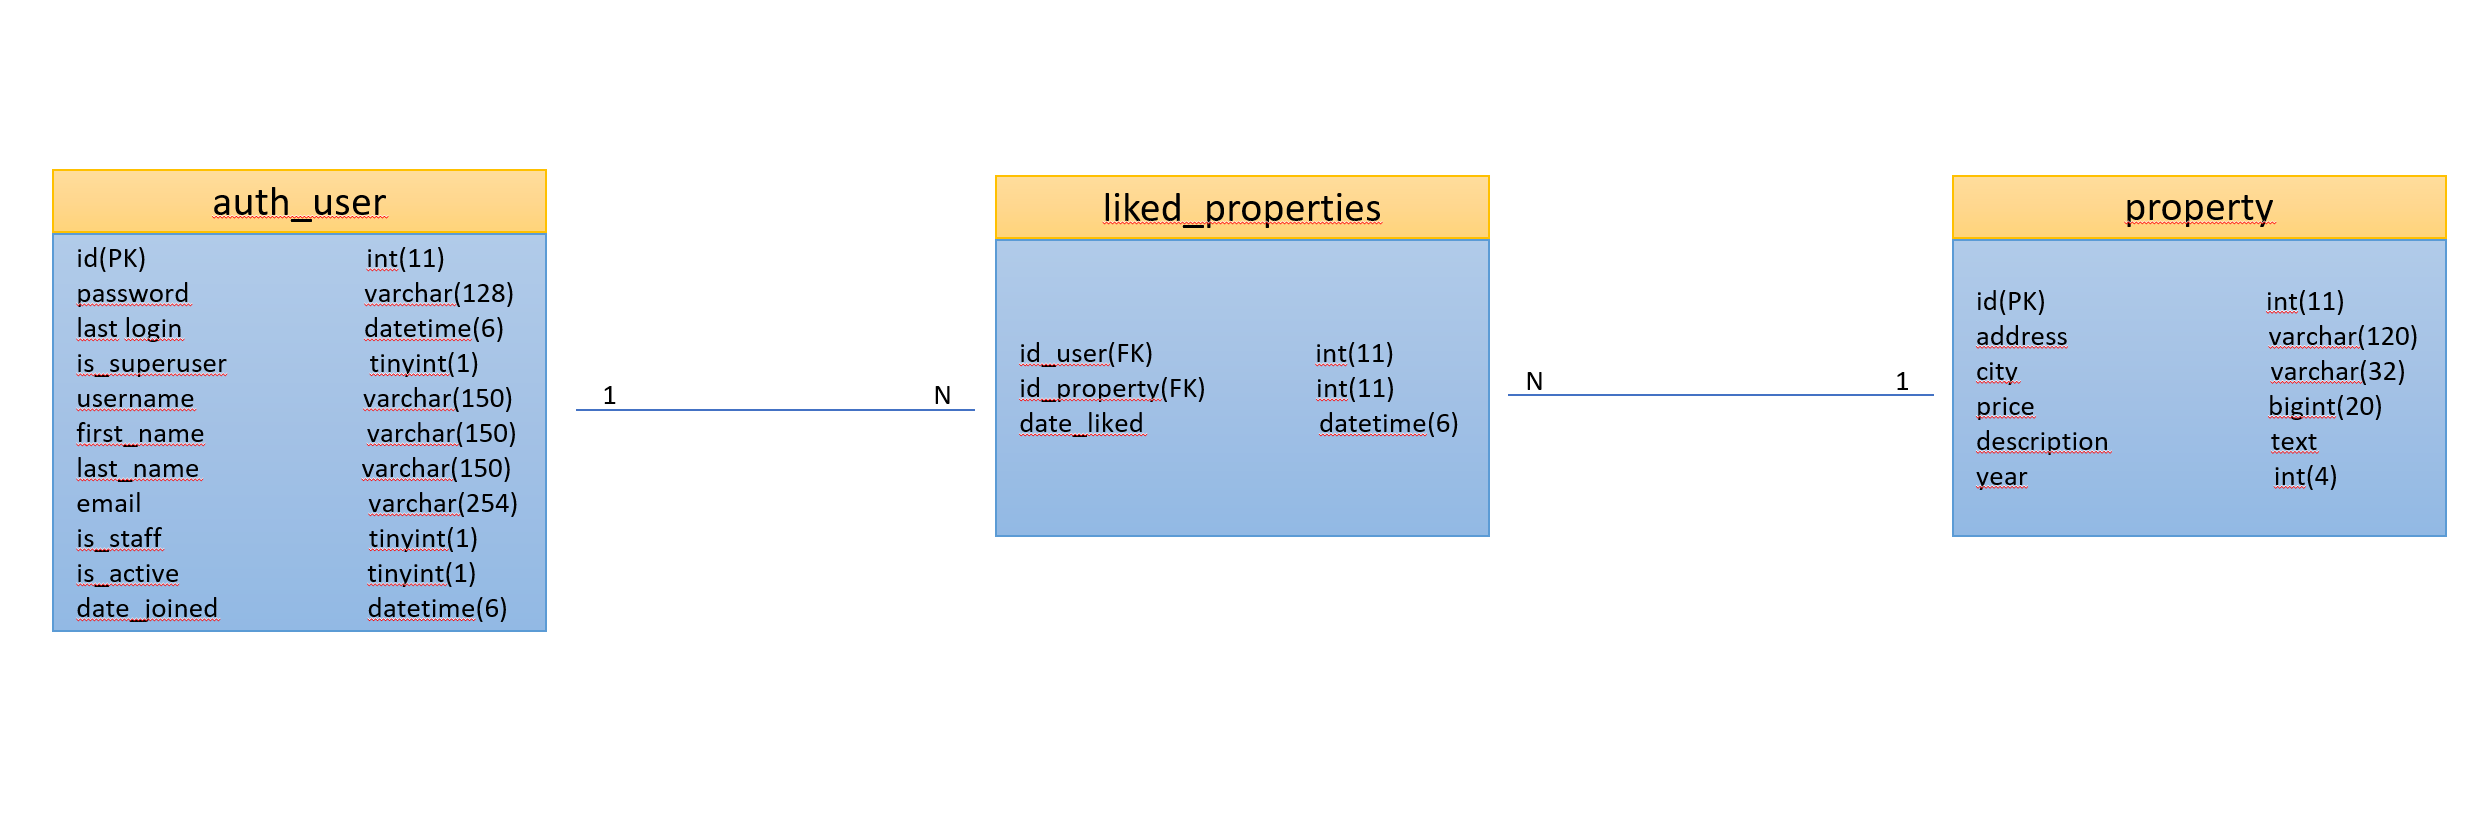 auth_user
id(PK) int(11)
password varchar(128)
last login datetime(6)
is_superuser tinyint(1)
username varchar(150)
first_name varchar(150)
last_name varchar(150)
email varchar(254)
is_staff tinyint(1)
is_active tinyint(1)
date_joined datetime(6)
1 N
liked_properties
id_user(FK) int(11)
id_property(FK) int(11)
date_liked datetime(6)
N 1
property
id(PK) int(11)
address varchar(120)
city varchar(32)
price bigint(20)
description text
year int(4)